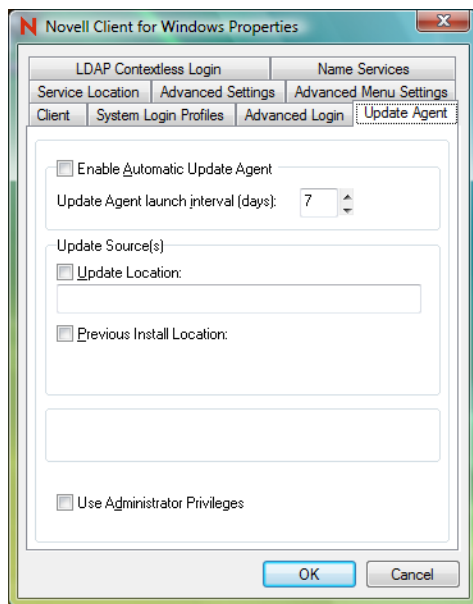 N Novell Client for Windows Properties
LDAP Contextless Login Name Services
Service Location Advanced Settings Advanced Menu Settings
Client System Login Profiles Advanced Login Update Agent
Enable Automatic Update Agent
Update Agent launch interval (days): 7
Update Source(s)
Update Location:
Previous Install Location:
Use Administrator Privileges
OK Cancel